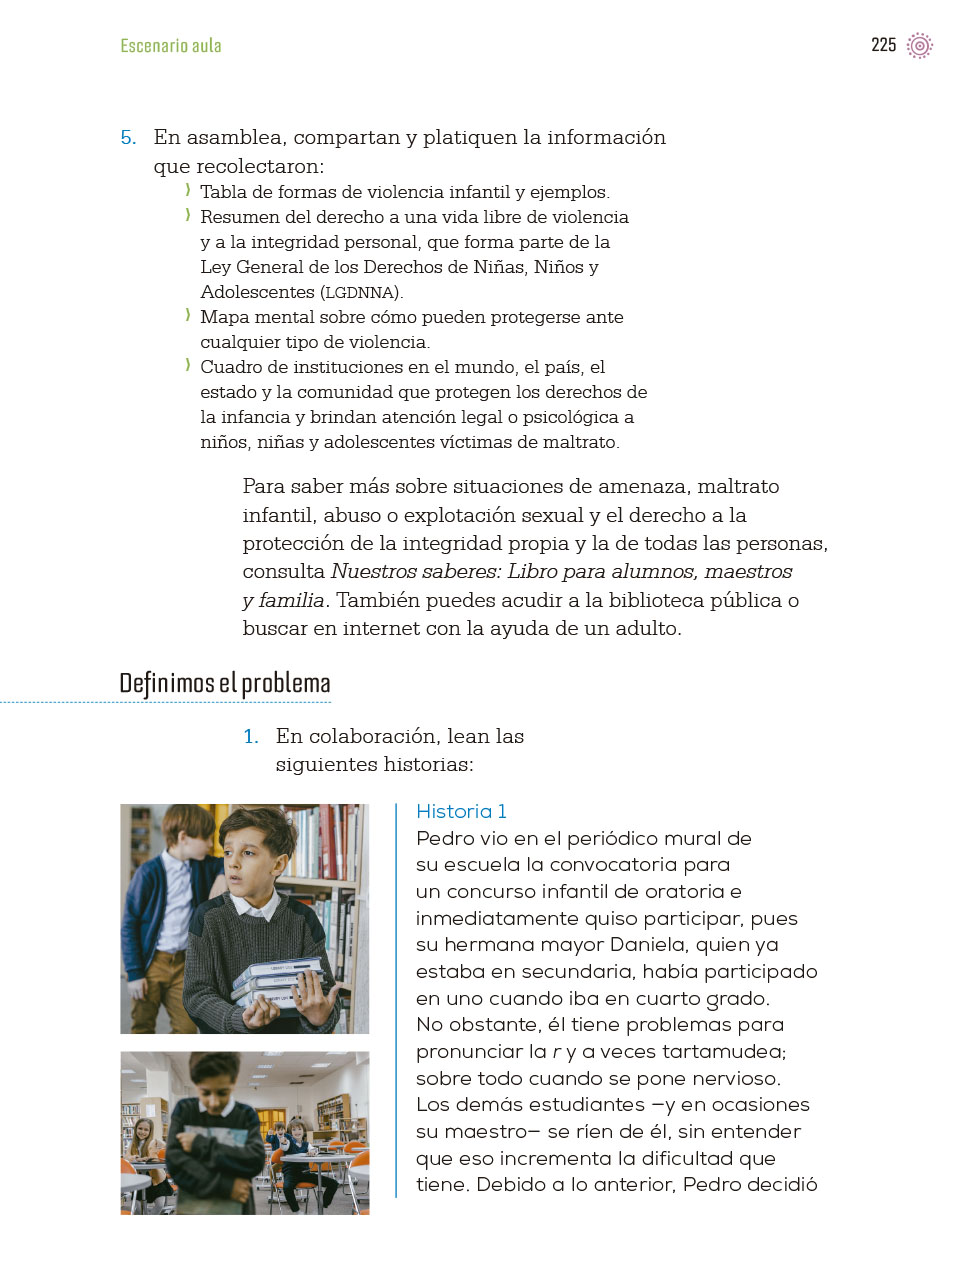 Escenario aula
225
5. En asamblea, compartan y platiquen la información
que recolectaron:
⟩ Tabla de formas de violencia infantil y ejemplos.
⟩ Resumen del derecho a una vida libre de violencia
y a la integridad personal, que forma parte de la
Ley General de los Derechos de Niñas, Niños y
Adolescentes (LGDNNA).
⟩ Mapa mental sobre cómo pueden protegerse ante
cualquier tipo de violencia.
⟩ Cuadro de instituciones en el mundo, el país, el
estado y la comunidad que protegen los derechos de
la infancia y brindan atención legal o psicológica a
niños, niñas y adolescentes víctimas de maltrato.
Para saber más sobre situaciones de amenaza, maltrato
infantil, abuso o explotación sexual y el derecho a la
protección de la integridad propia y la de todas las personas,
consulta Nuestros saberes: Libro para alumnos, maestros
y familia. También puedes acudir a la biblioteca pública o
buscar en internet con la ayuda de un adulto.
Definimos el problema
1. En colaboración, lean las
siguientes historias:
Historia 1
Pedro vio en el periódico mural de
su escuela la convocatoria para
un concurso infantil de oratoria e
inmediatamente quiso participar, pues
su hermana mayor Daniela, quien ya
estaba en secundaria, había participado
en uno cuando iba en cuarto grado.
No obstante, él tiene problemas para
pronunciar la r y a veces tartamudea;
sobre todo cuando se pone nervioso.
Los demás estudiantes —y en ocasiones
su maestro— se ríen de él, sin entender
que eso incrementa la dificultad que
tiene. Debido a lo anterior, Pedro decidió